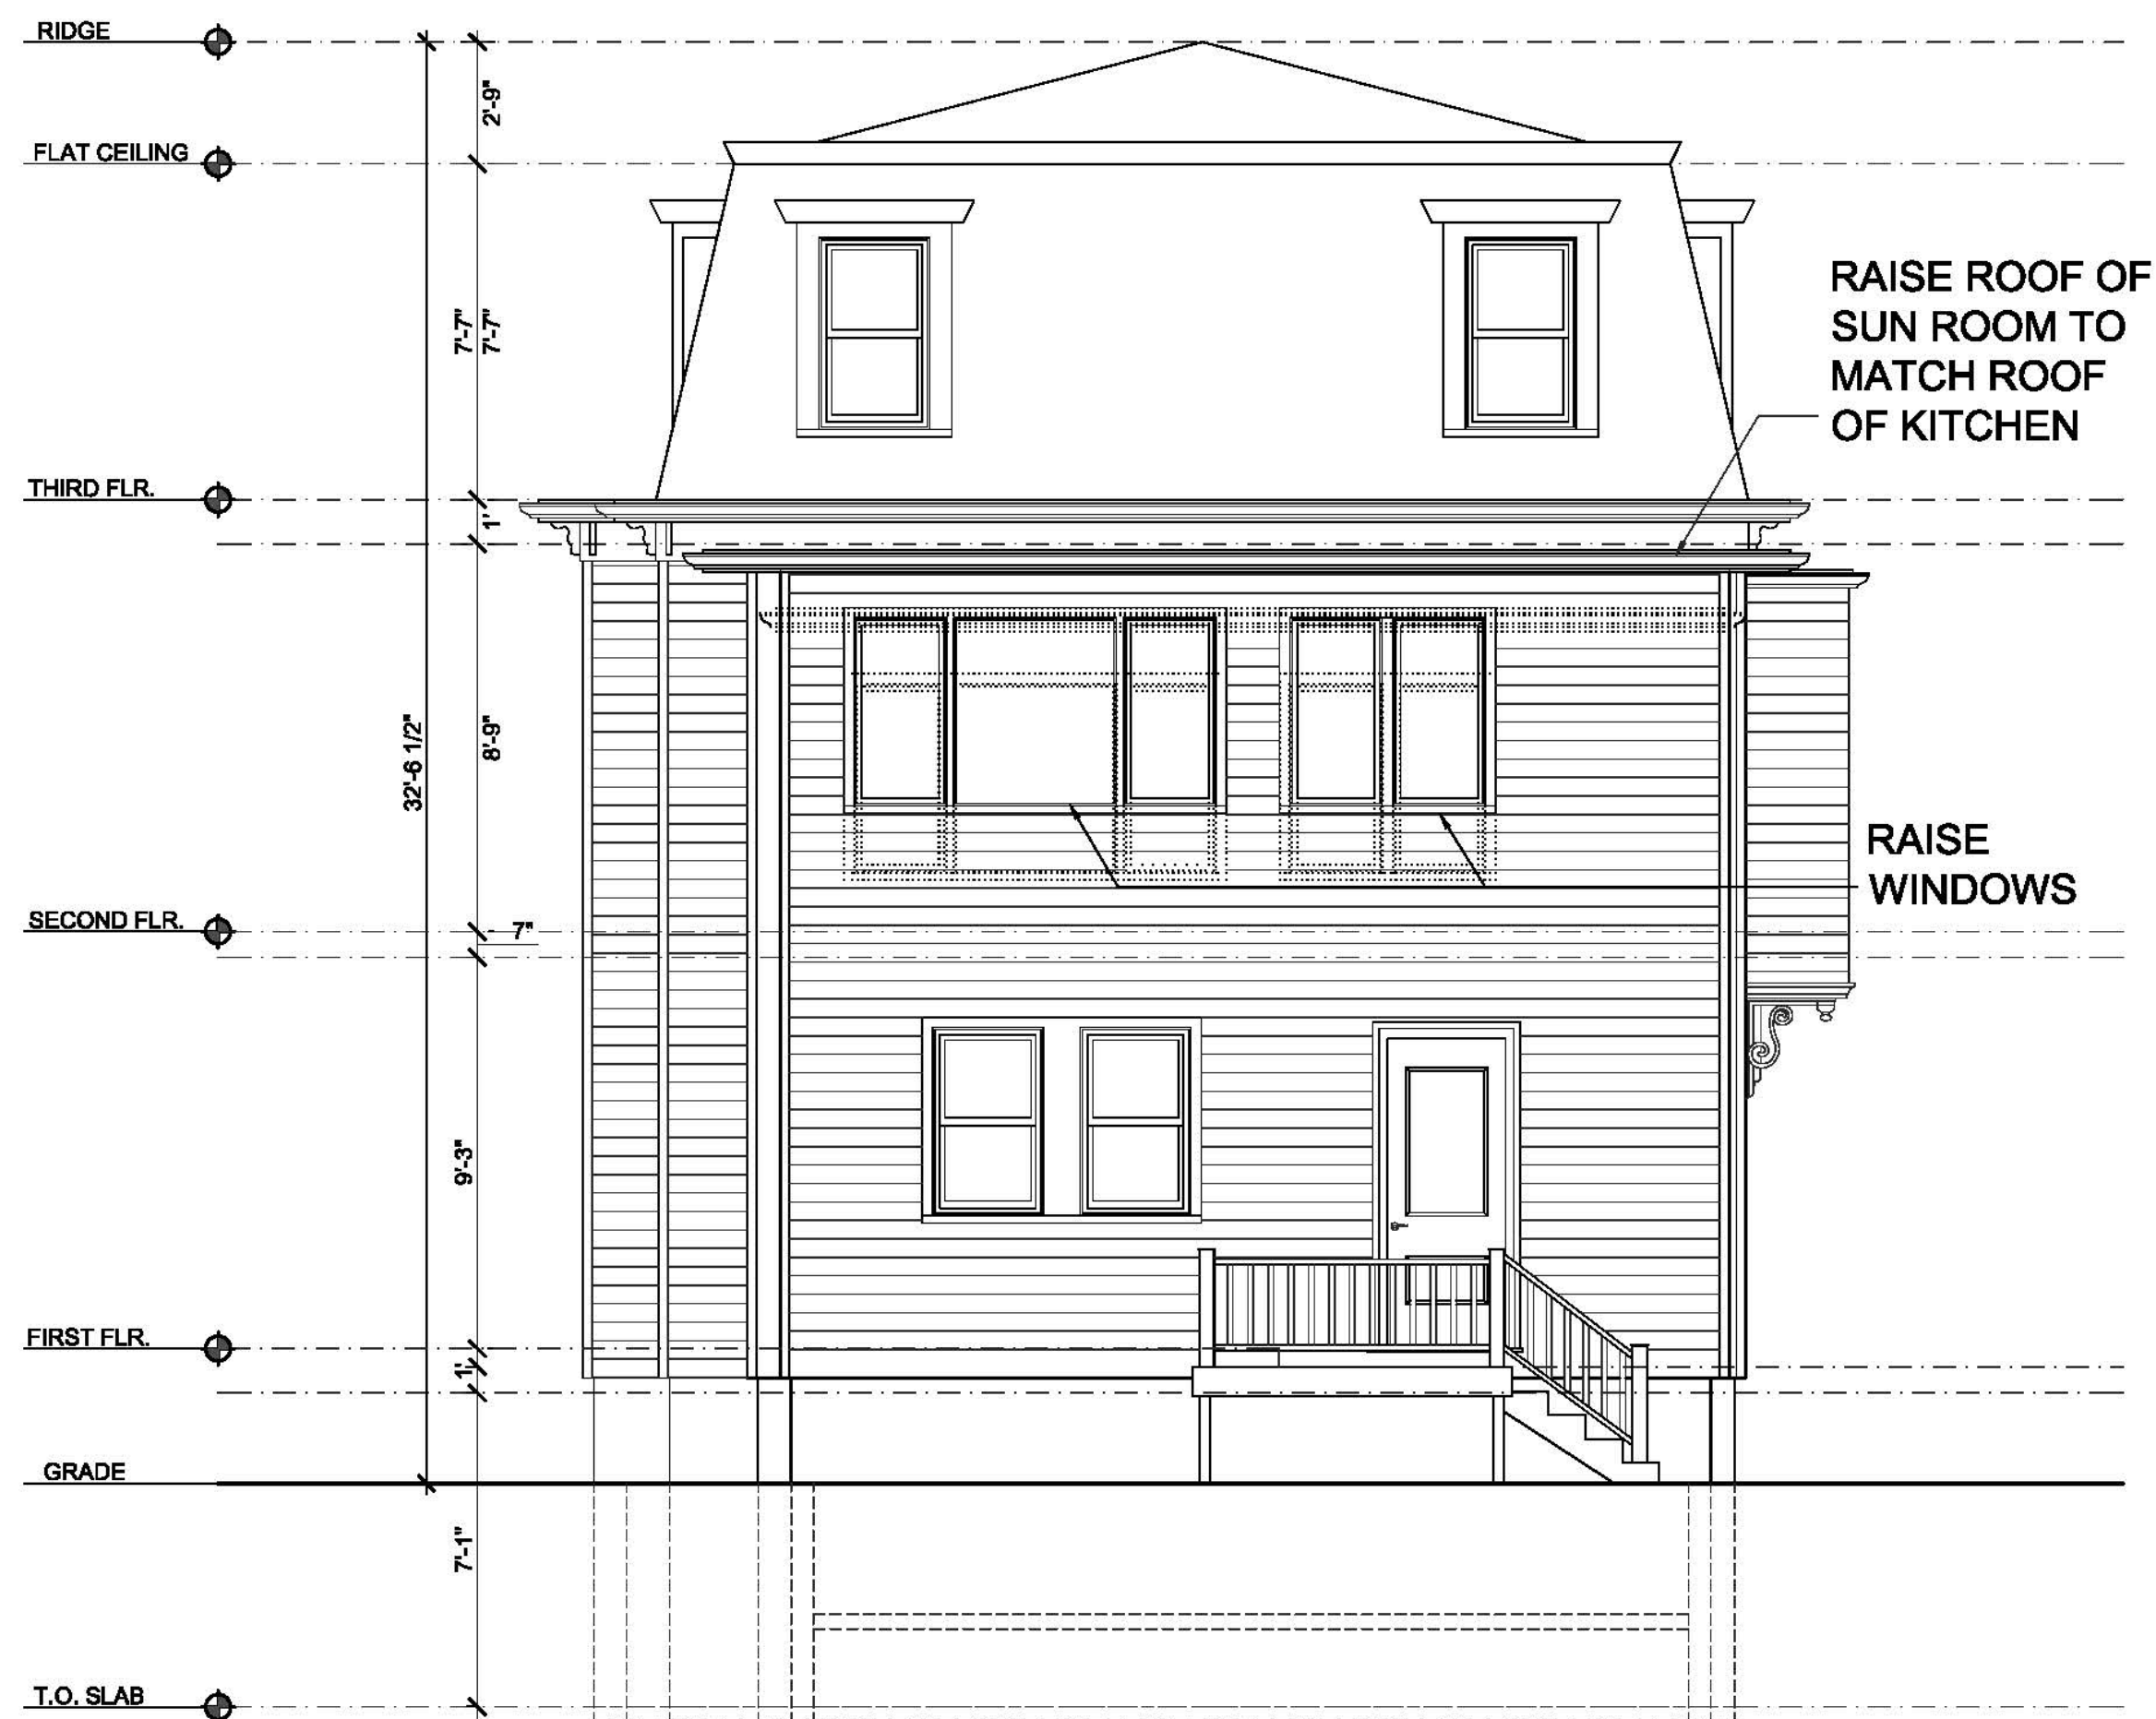 RIDGE
2'-9"
FLAT CEILING
7'-7"
7'-7"
RAISE ROOF OF
SUN ROOM TO
MATCH ROOF
OF KITCHEN
THIRD FLR.
1'
32'-6 1/2"
8'-9"
RAISE
WINDOWS
SECOND FLR.
7"
9'-3"
FIRST FLR.
1'
GRADE
7'-1"
T.O. SLAB